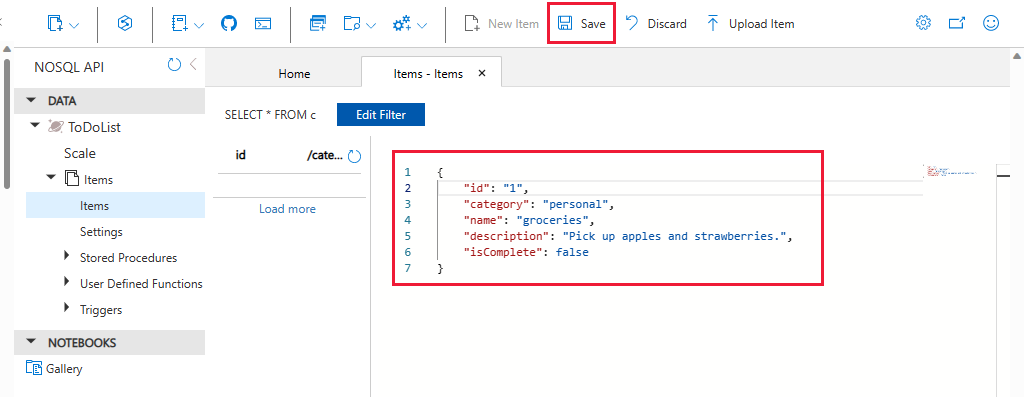 New Item Save Discard Upload Item
NOSQL API
Home Items - Items ×
DATA
SELECT * FROM c Edit Filter
ToDoList
Scale
id /cate...
Items
Items
Load more
Settings
Stored Procedures
User Defined Functions
Triggers
NOTEBOOKS
Gallery
1 {
2 "id": "1",
3 "category": "personal",
4 "name": "groceries",
5 "description": "Pick up apples and strawberries.",
6 "isComplete": false
7 }